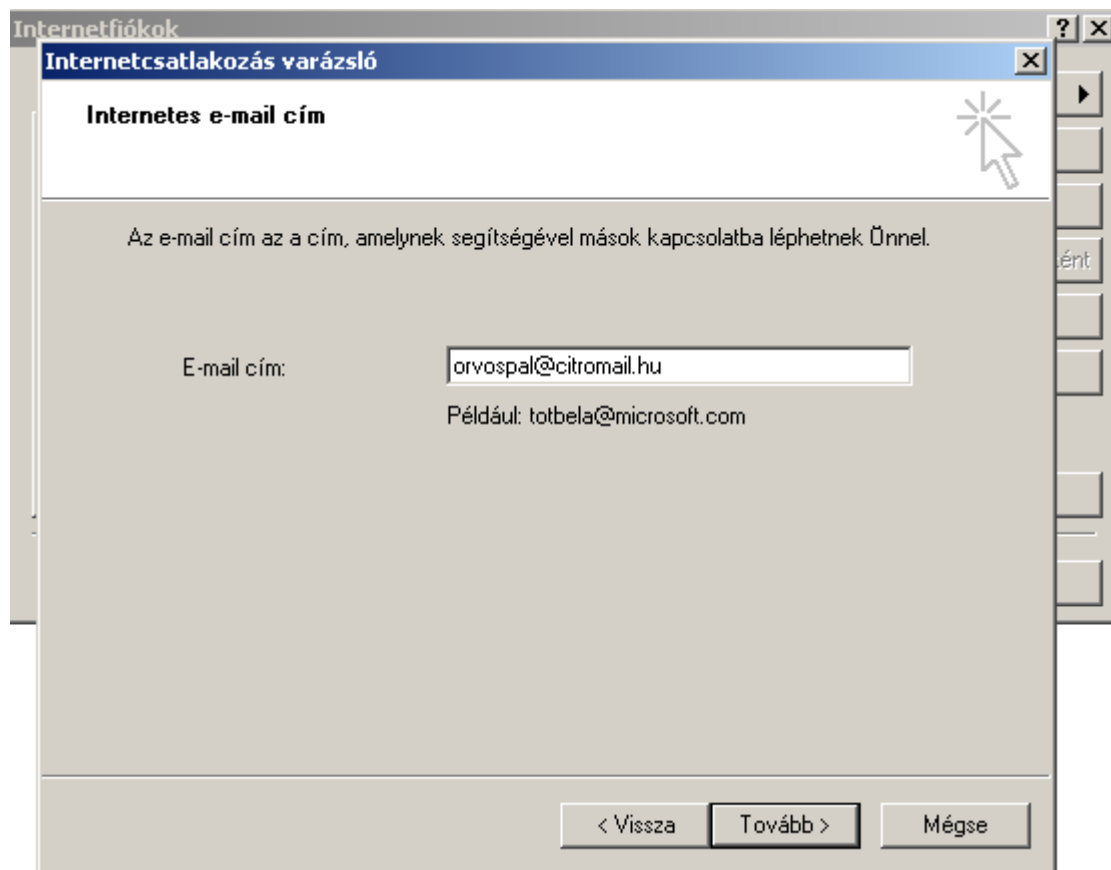 Internetfiókok
Internetcsatlakozás varázsló
Internetes e-mail cím
Az e-mail cím az a cím, amelynek segítségével mások kapcsolatba léphetnek Önnel.
ént
E-mail cím:
orvospal@citromail.hu
Például: totbela@microsoft.com
< Vissza
Tovább >
Mégse